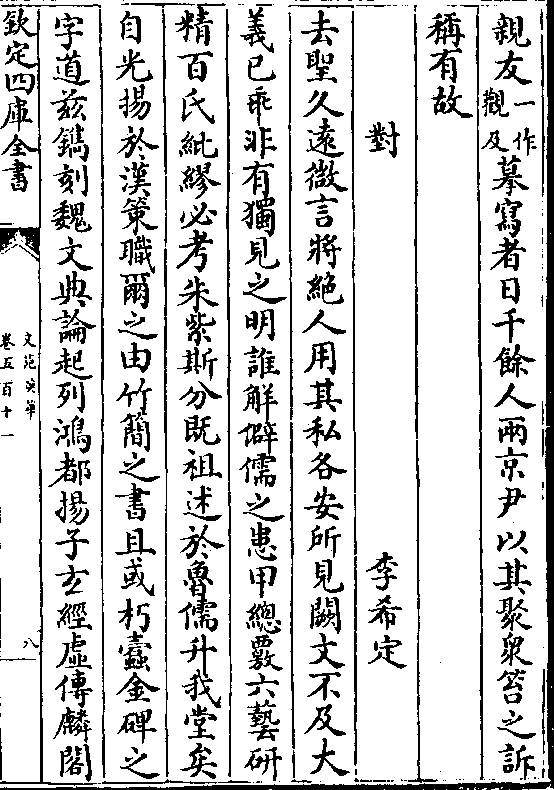 親友一作觀及摹寫者日千餘人兩京尹以其聚衆笞之訴
稱有故
對　李希定
去聖久遠微言將絶人用其私各安所見闕文不及大
義已乖非有獨見之明誰解僻儒之患甲總覈六藝研
精百氏紕繆必考朱紫斯分既祖述於魯儒升我堂矣
自光揚於漢策職爾之由竹簡之書且或朽蠧金碑之
字道兹鐫刻魏文典論起列鴻都揚子玄經虛傳麟閣
欽定四庫全書
文苑英華
卷五百十一
八